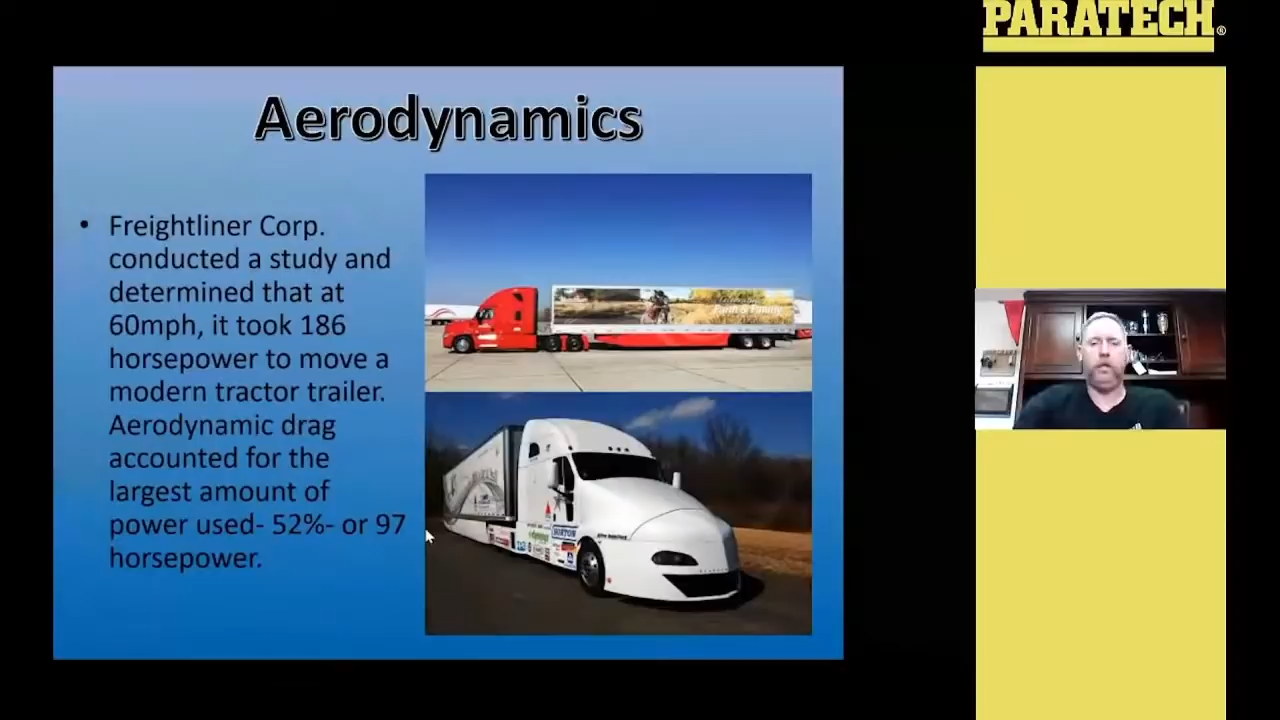 PARATECH®
Aerodynamics
• Freightliner Corp.
conducted a study and
determined that at
60mph, it took 186
horsepower to move a
modern tractor trailer.
Aerodynamic drag
accounted for the
largest amount of
power used- 52%- or 97
horsepower.
Farm & Family